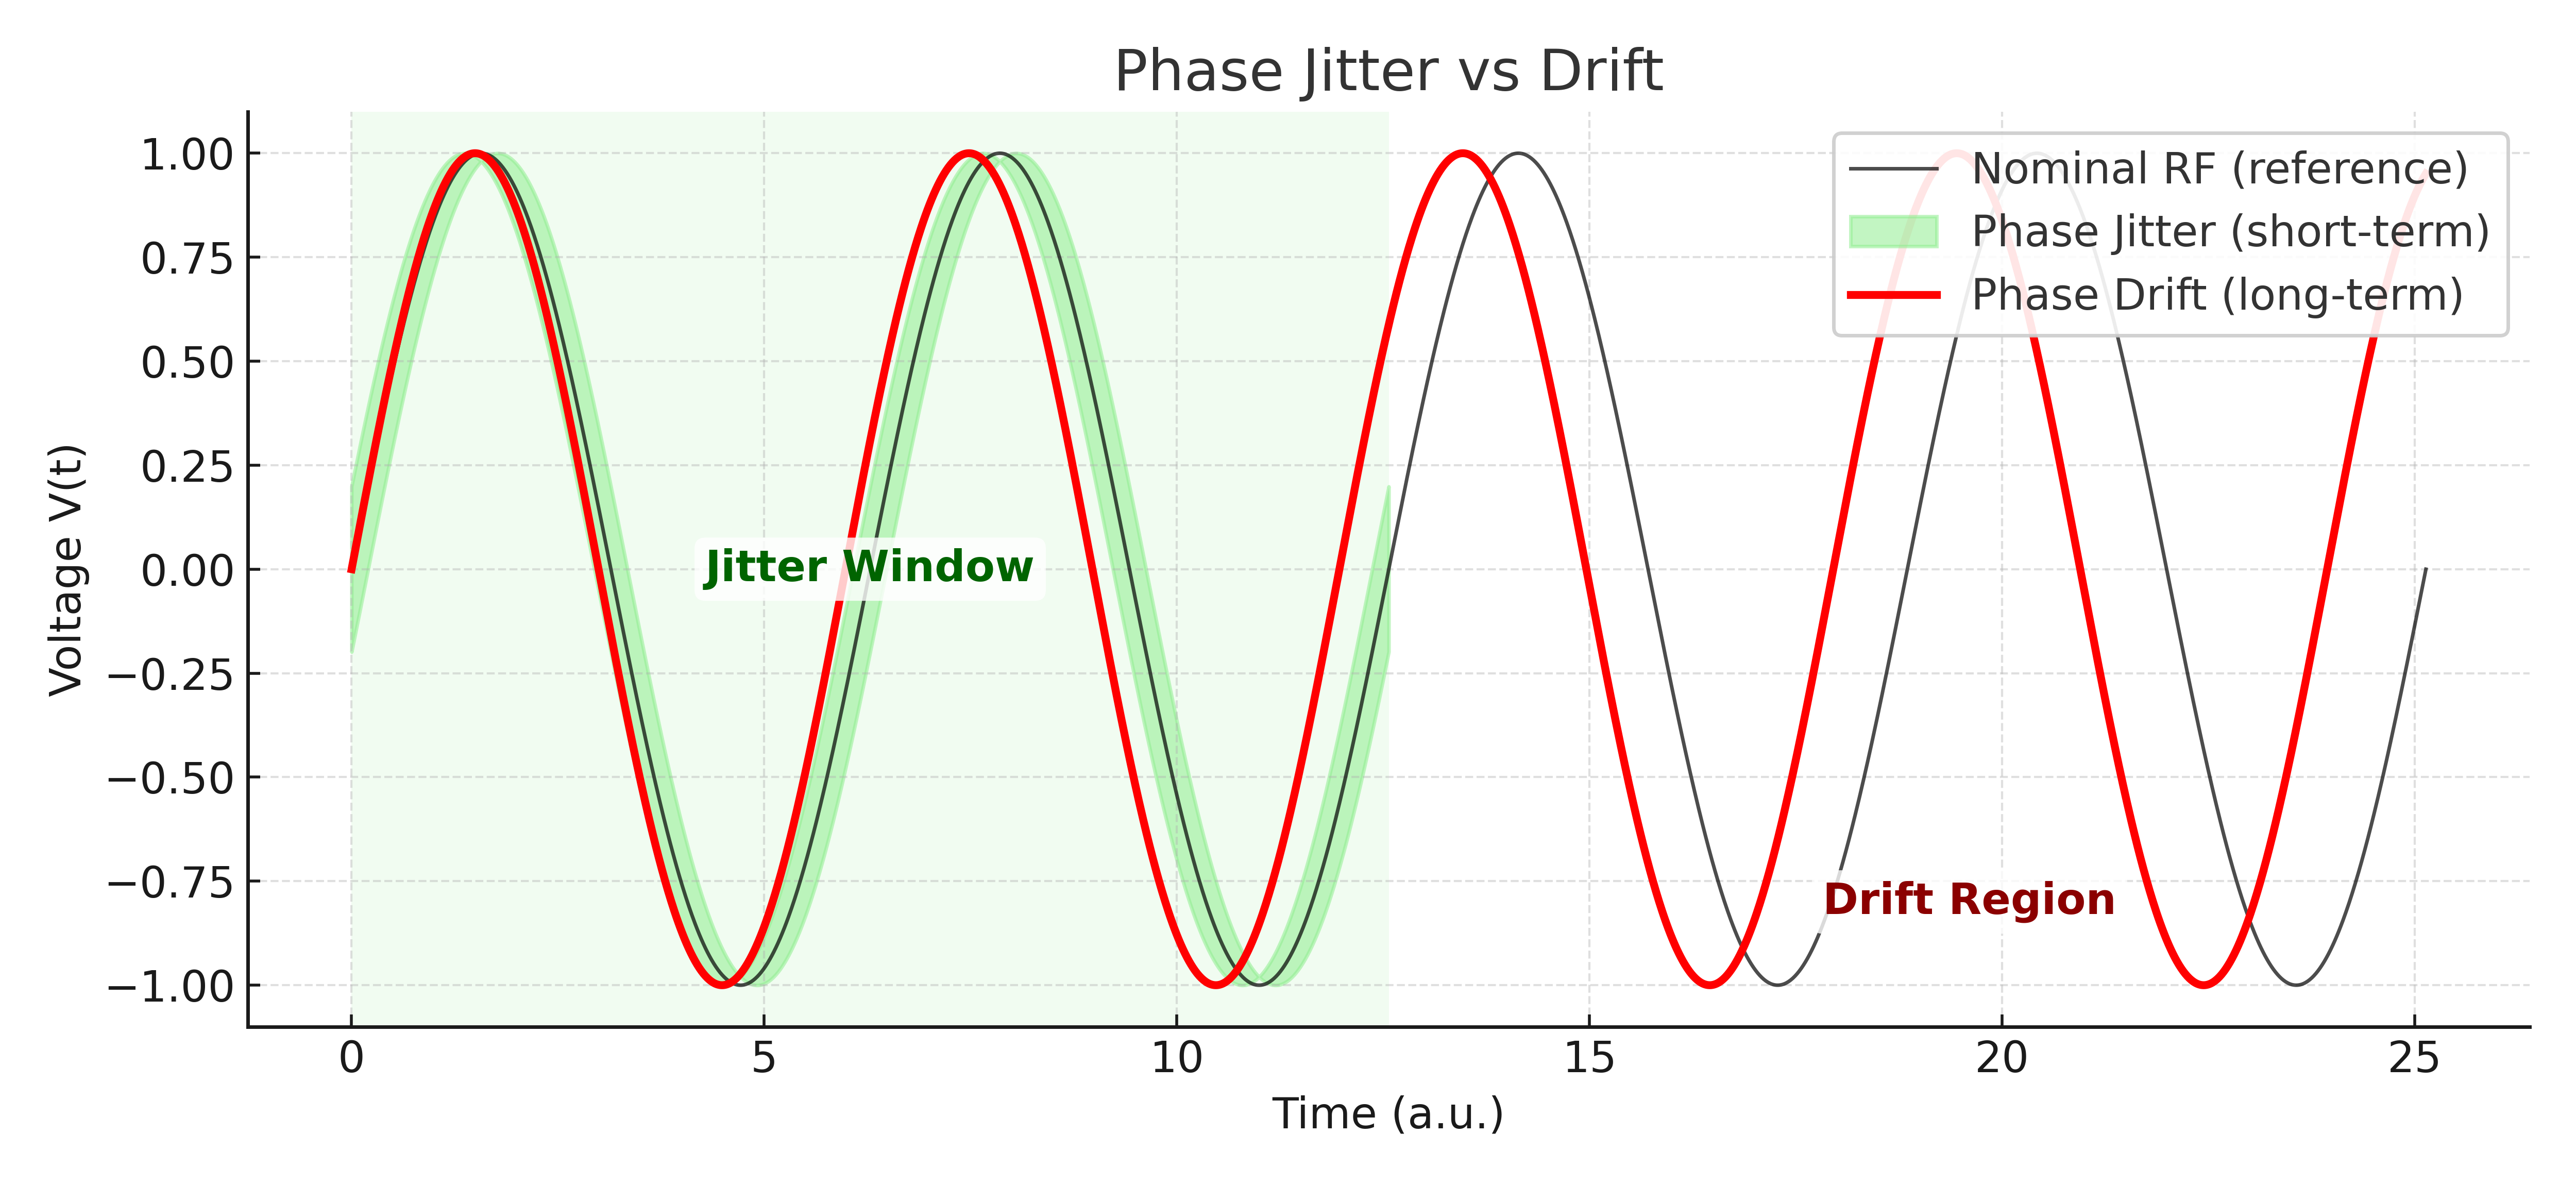 Phase Jitter vs Drift
Nominal RF (reference)
Phase Jitter (short-term)
Phase Drift (long-term)
Voltage V(t)
1.00
0.75
0.50
0.25
0.00
−0.25
−0.50
−0.75
−1.00
Jitter Window
Drift Region
0 5 10 15 20 25
Time (a.u.)